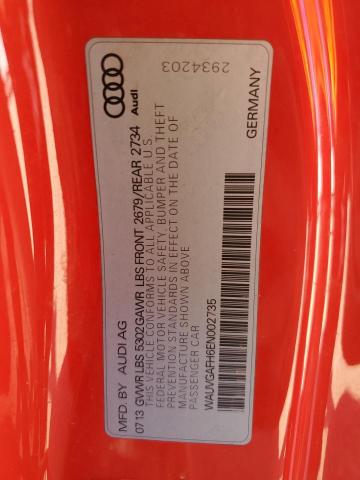 MFD. BY AUDI AG
07 13 GVWR LBS 5302 GAWR LBS FRONT 2679/REAR 2734
THIS VEHICLE CONFORMS TO ALL APPLICABLE U S
FEDERAL MOTOR VEHICLE SAFETY, BUMPER AND THEFT
PREVENTION STANDARDS IN EFFECT ON THE DATE OF
MANUFACTURE SHOWN ABOVE
PASSENGER CAR
WAUVGAFH6EN002735
GERMANY
Audi
2934203